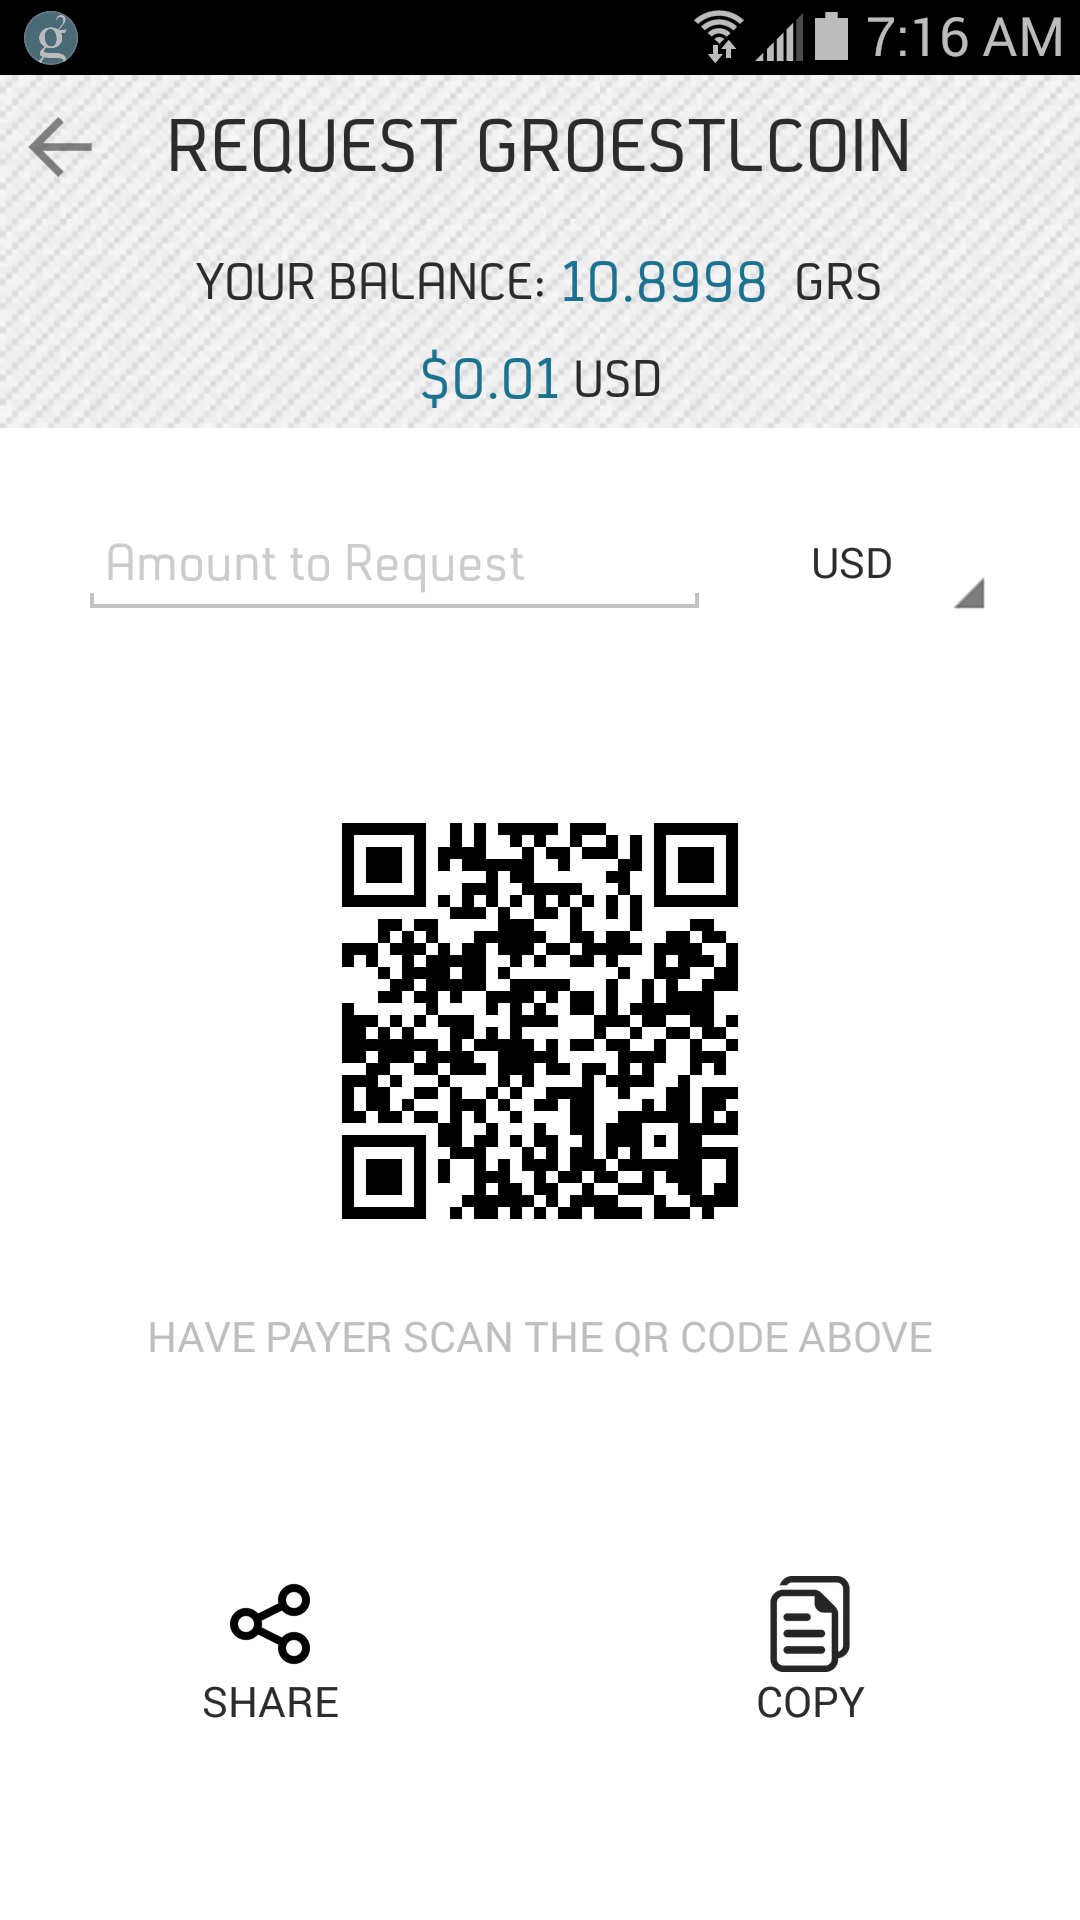 g2
7:16 AM
REQUEST GROESTLCOIN
YOUR BALANCE: 10.8998 GRS
$0.01 USD
Amount to Request USD
HAVE PAYER SCAN THE QR CODE ABOVE
SHARE COPY